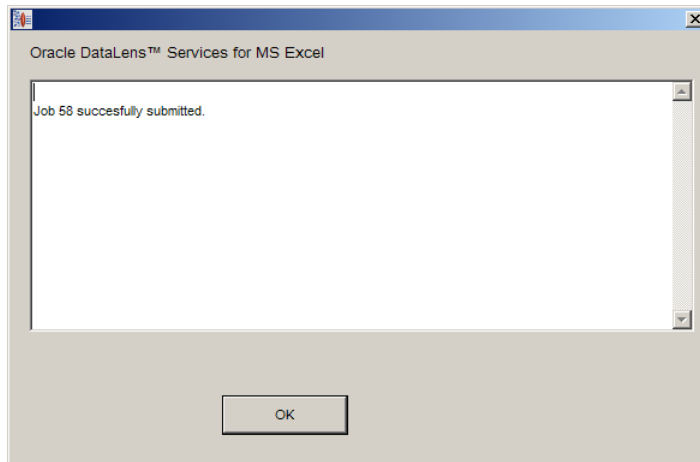 Oracle DataLens™ Services for MS Excel
Job 58 succesfully submitted.
OK